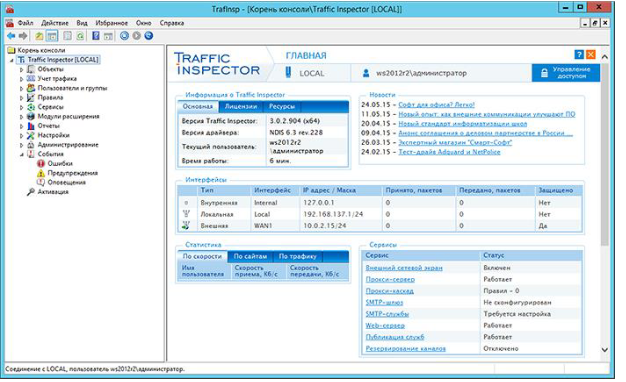 TrafInsp - [Корень консоли\Traffic Inspector [LOCAL]]
Файл Действие Вид Избранное Окно Справка
Корень консоли
Traffic Inspector [LOCAL]
Объекты
Учет трафика
Пользователи и группы
Правила
Сервисы
Модули расширения
Отчеты
Настройки
Администрирование
События
Ошибки
Предупреждения
Оповещения
Активация
TRAFFIC INSPECTOR
ГЛАВНАЯ
LOCAL
ws2012r2\администратор
Управление доступом
Информация о Traffic Inspector
Основная Лицензии Ресурсы
Версия Traffic Inspector: 3.0.2.904 (x64)
Версия драйвера: NDIS 6.3 rev.228
Текущий пользователь: ws2012r2\администратор
Время работы: 6 мин.
Новости
24.05.15 - Софт для офиса? Легко!
11.05.15 - Новый опыт: как внешние коммуникации улучшают ПО
20.04.15 - Новый стандарт информатизации школ
09.04.15 - Анонс соглашения о деловом партнерстве в России ...
26.03.15 - Экспертный магазин "Смарт-Софт"
24.02.15 - Тест-драйв Adguard и NetPolice
Интерфейсы
Тип Интерфейс IP адрес / Маска Принято, пакетов Передано, пакетов Защищено
Внутренняя Internal 127.0.0.1 0 0 Нет
Локальная Local 192.168.137.1/24 0 0 Нет
Внешняя WAN1 10.0.2.15/24 0 0 Да
Статистика
По скорости По сайтам По трафику
Имя пользователя Скорость приема, Кб/с Скорость передачи, Кб/с
Сервисы
Сервис Статус
Внешний сетевой экран Включен
Прокси-сервер Работает
Прокси-каскад Правил - 0
SMTP-шлюз Не сконфигурирован
SMTP-службы Требуется настройка
Web-сервер Работает
Публикация служб Работает
Резервирование каналов Отключено
Соединение с LOCAL, пользователь ws2012r2\администратор.